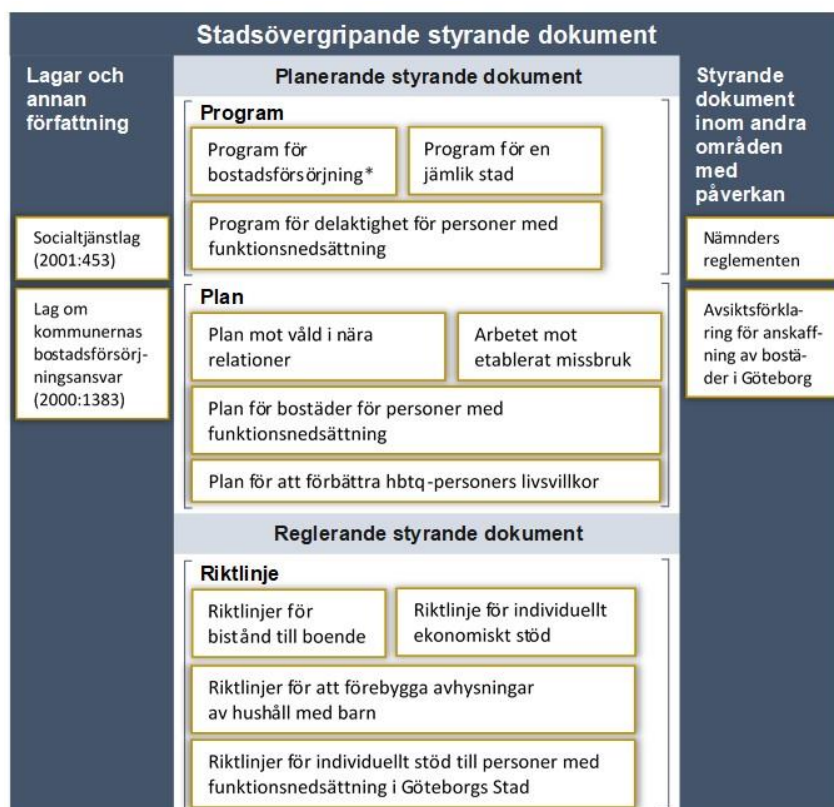 Stadsövergripande styrande dokument
Lagar och
annan
författning
Socialtjänstlag
(2001:453)
Lag om
kommunernas
bostadsförsörj-
ningsansvar
(2000:1383)
Planerande styrande dokument
Program
Program för
bostadsförsörjning*
Program för en
jämlik stad
Program för delaktighet för personer med
funktionsnedsättning
Plan
Plan mot våld i nära
relationer
Arbetet mot
etablerat missbruk
Plan för bostäder för personer med
funktionsnedsättning
Plan för att förbättra hbtq-personers livsvillkor
Reglerande styrande dokument
Riktlinje
Riktlinjer för
bistånd till boende
Riktlinje för individuellt
ekonomiskt stöd
Riktlinjer för att förebygga avhysningar
av hushåll med barn
Riktlinjer för individuellt stöd till personer med
funktionsnedsättning i Göteborgs Stad
Styrande
dokument
inom andra
områden
med
påverkan
Nämnders
reglementen
Avsiktsförkla-
ring för anskaff-
ning av bostä-
der i Göteborg